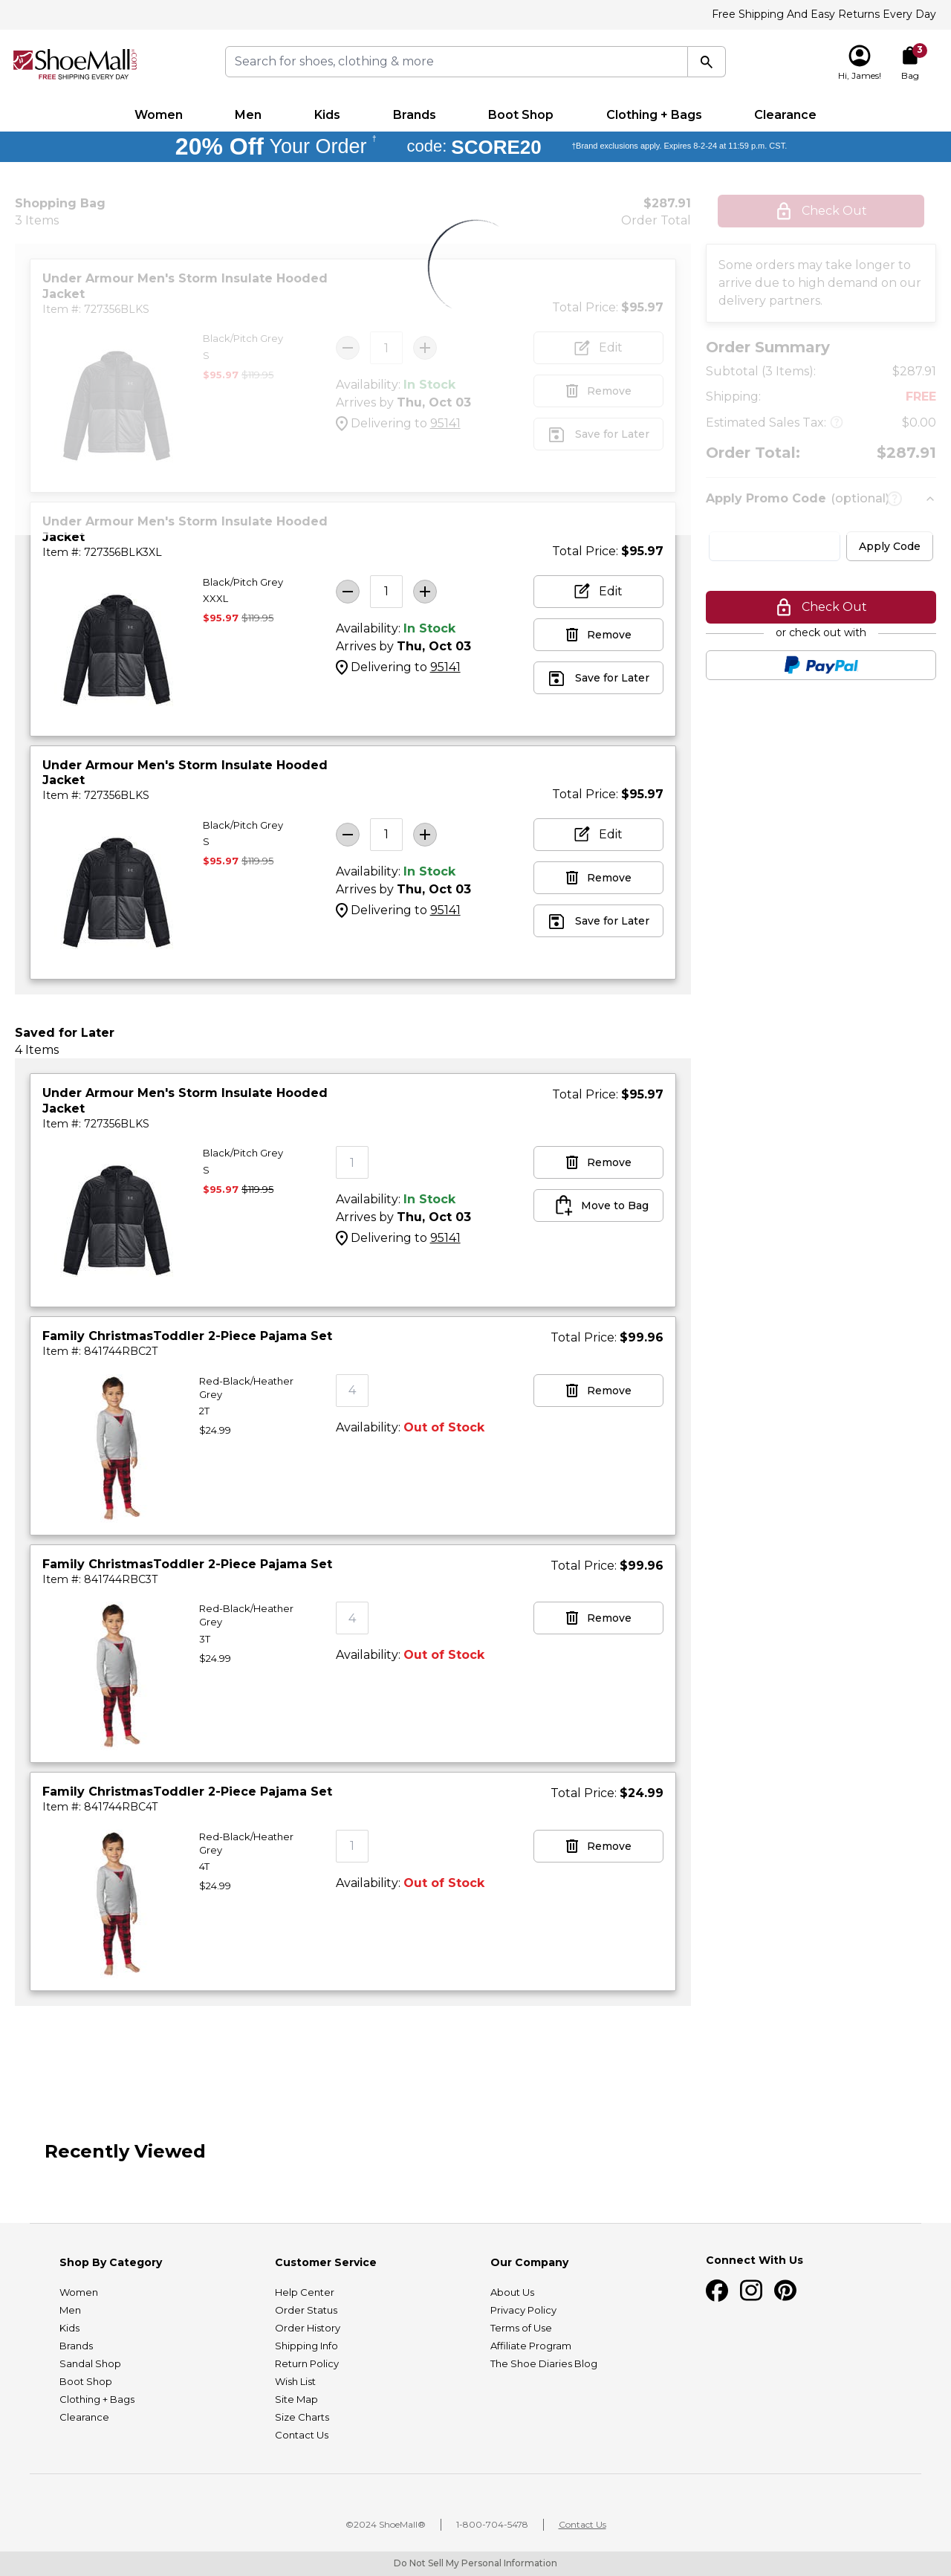 Free Shipping And Easy Returns Every Day
ShoeMall.com
FREE SHIPPING EVERY DAY
Search for shoes, clothing & more
Hi, James!
3
Bag
Women Men Kids Brands Boot Shop Clothing + Bags Clearance
20% Off Your Order † code: SCORE20 †Brand exclusions apply. Expires 8-2-24 at 11:59 p.m. CST.
Shopping Bag
3 Items
$287.91
Order Total
Check Out
Under Armour Men's Storm Insulate Hooded
Jacket
Item #: 727356BLKS
Total Price: $95.97
Black/Pitch Grey
S
$95.97 $119.95
1
Availability: In Stock
Arrives by Thu, Oct 03
Delivering to 95141
Edit
Remove
Save for Later
Under Armour Men's Storm Insulate Hooded
Jacket
Item #: 727356BLK3XL
Total Price: $95.97
Black/Pitch Grey
XXXL
$95.97 $119.95
1
Availability: In Stock
Arrives by Thu, Oct 03
Delivering to 95141
Edit
Remove
Save for Later
Under Armour Men's Storm Insulate Hooded
Jacket
Item #: 727356BLKS
Total Price: $95.97
Black/Pitch Grey
S
$95.97 $119.95
1
Availability: In Stock
Arrives by Thu, Oct 03
Delivering to 95141
Edit
Remove
Save for Later
Some orders may take longer to
arrive due to high demand on our
delivery partners.
Order Summary
Subtotal (3 Items): $287.91
Shipping: FREE
Estimated Sales Tax: ? $0.00
Order Total: $287.91
Apply Promo Code (optional) ?
Apply Code
Check Out
or check out with
PayPal
Saved for Later
4 Items
Under Armour Men's Storm Insulate Hooded
Jacket
Item #: 727356BLKS
Total Price: $95.97
Black/Pitch Grey
S
$95.97 $119.95
1
Availability: In Stock
Arrives by Thu, Oct 03
Delivering to 95141
Remove
Move to Bag
Family ChristmasToddler 2-Piece Pajama Set
Item #: 841744RBC2T
Total Price: $99.96
Red-Black/Heather
Grey
2T
$24.99
4
Availability: Out of Stock
Remove
Family ChristmasToddler 2-Piece Pajama Set
Item #: 841744RBC3T
Total Price: $99.96
Red-Black/Heather
Grey
3T
$24.99
4
Availability: Out of Stock
Remove
Family ChristmasToddler 2-Piece Pajama Set
Item #: 841744RBC4T
Total Price: $24.99
Red-Black/Heather
Grey
4T
$24.99
1
Availability: Out of Stock
Remove
Recently Viewed
Shop By Category
Women
Men
Kids
Brands
Sandal Shop
Boot Shop
Clothing + Bags
Clearance
Customer Service
Help Center
Order Status
Order History
Shipping Info
Return Policy
Wish List
Site Map
Size Charts
Contact Us
Our Company
About Us
Privacy Policy
Terms of Use
Affiliate Program
The Shoe Diaries Blog
Connect With Us
©2024 ShoeMall® 1-800-704-5478 Contact Us
Do Not Sell My Personal Information